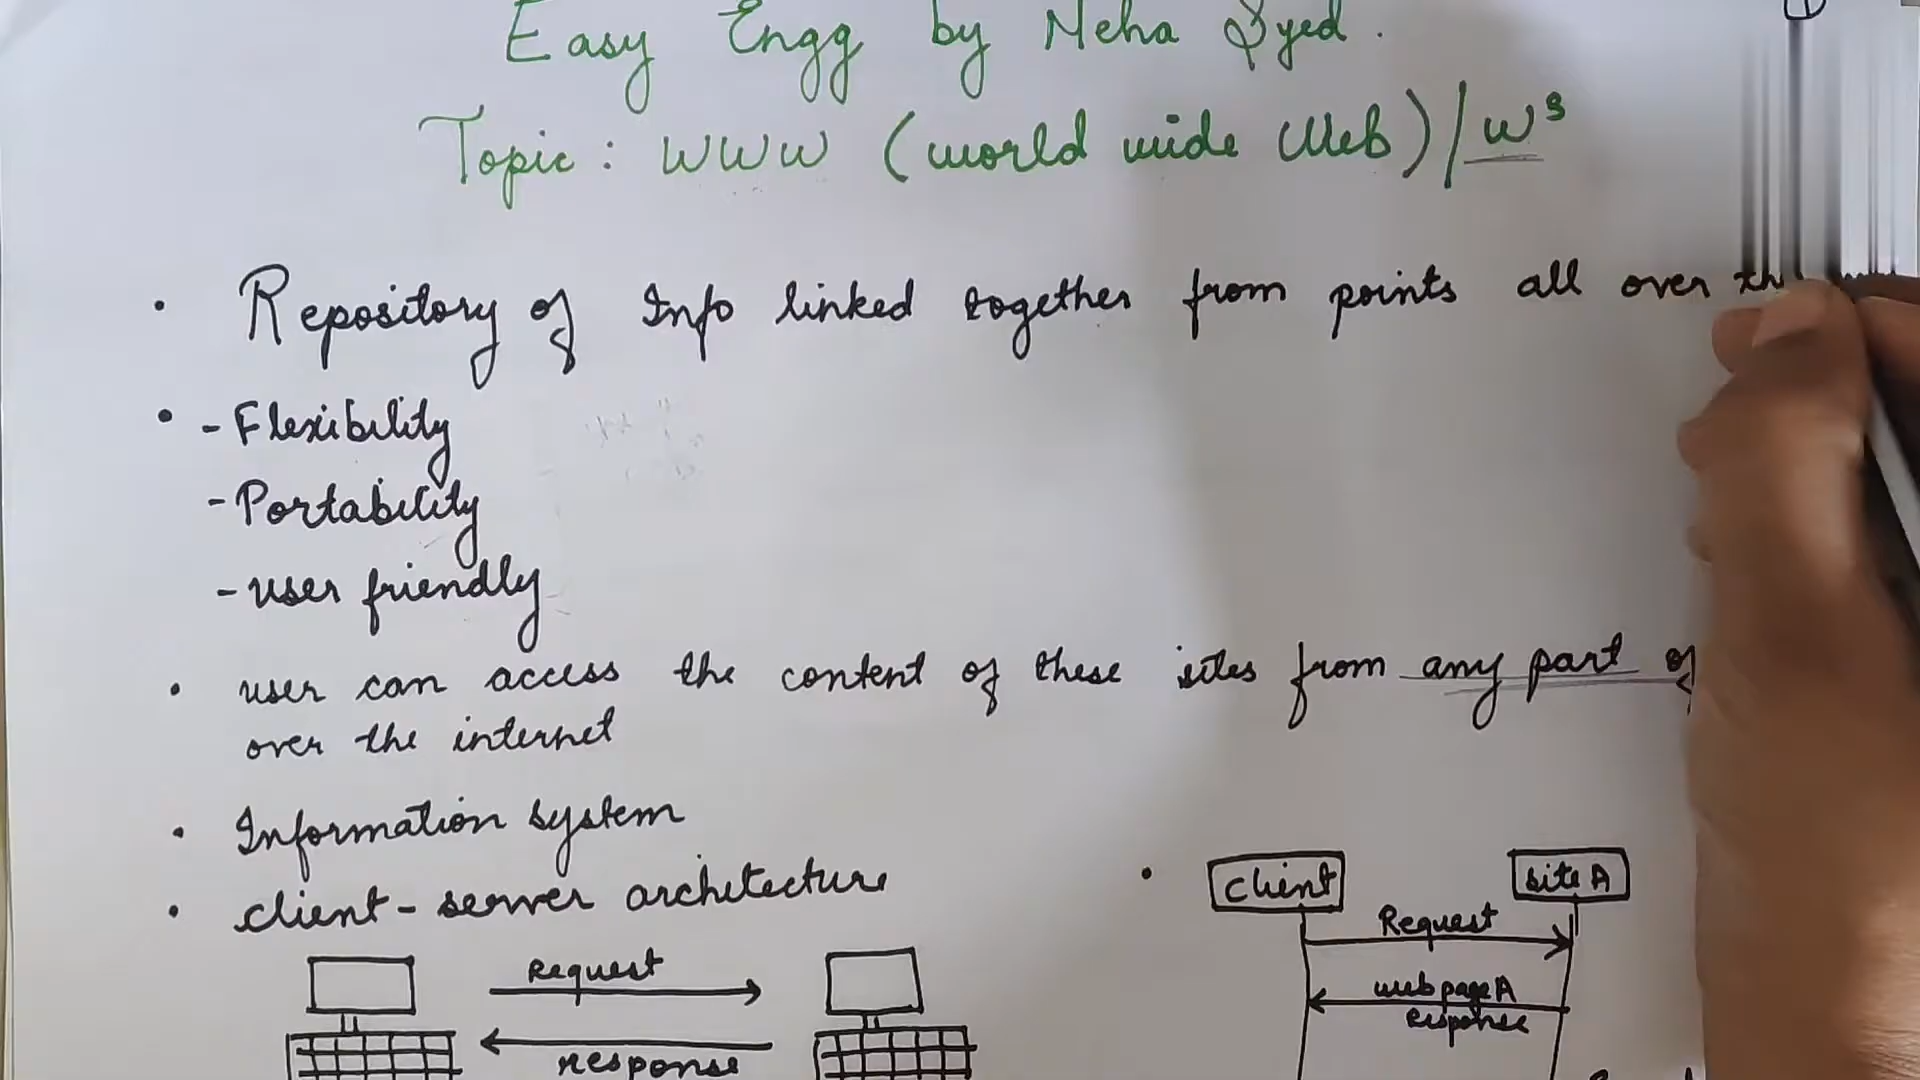 Easy Engg by Neha Syed.
Topic: WWW (world wide Web) / W³
• Repository of Info linked together from points all over
• - Flexibility
- Portability
- user friendly
• user can access the content of these sites from any part of
over the internet
• Information system
• client - server architecture
Request
response
• client
site A
Request
web page A
Response